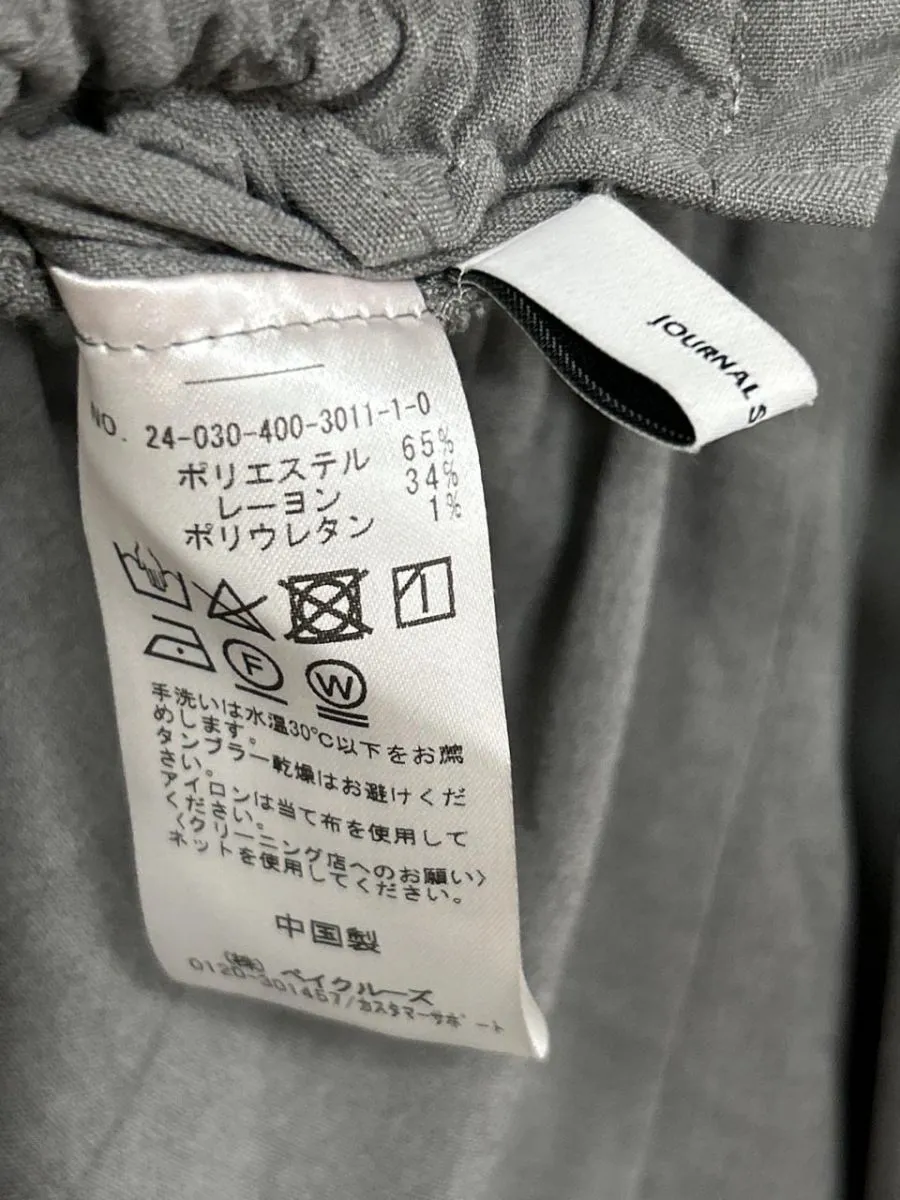 JOURNAL S
NO. 24-030-400-3011-1-0
ポリエステル 65%
レーヨン 34%
ポリウレタン 1%
F
W
手洗いは水温30℃以下をお薦
めします。
タンブラー乾燥はお避けくだ
さい。
アイロンは当て布を使用して
ください。
〈クリーニング店へのお願い〉
ネットを使用してください。
中国製
(株) ベイクルーズ
0120-301457/カスタマーサポート